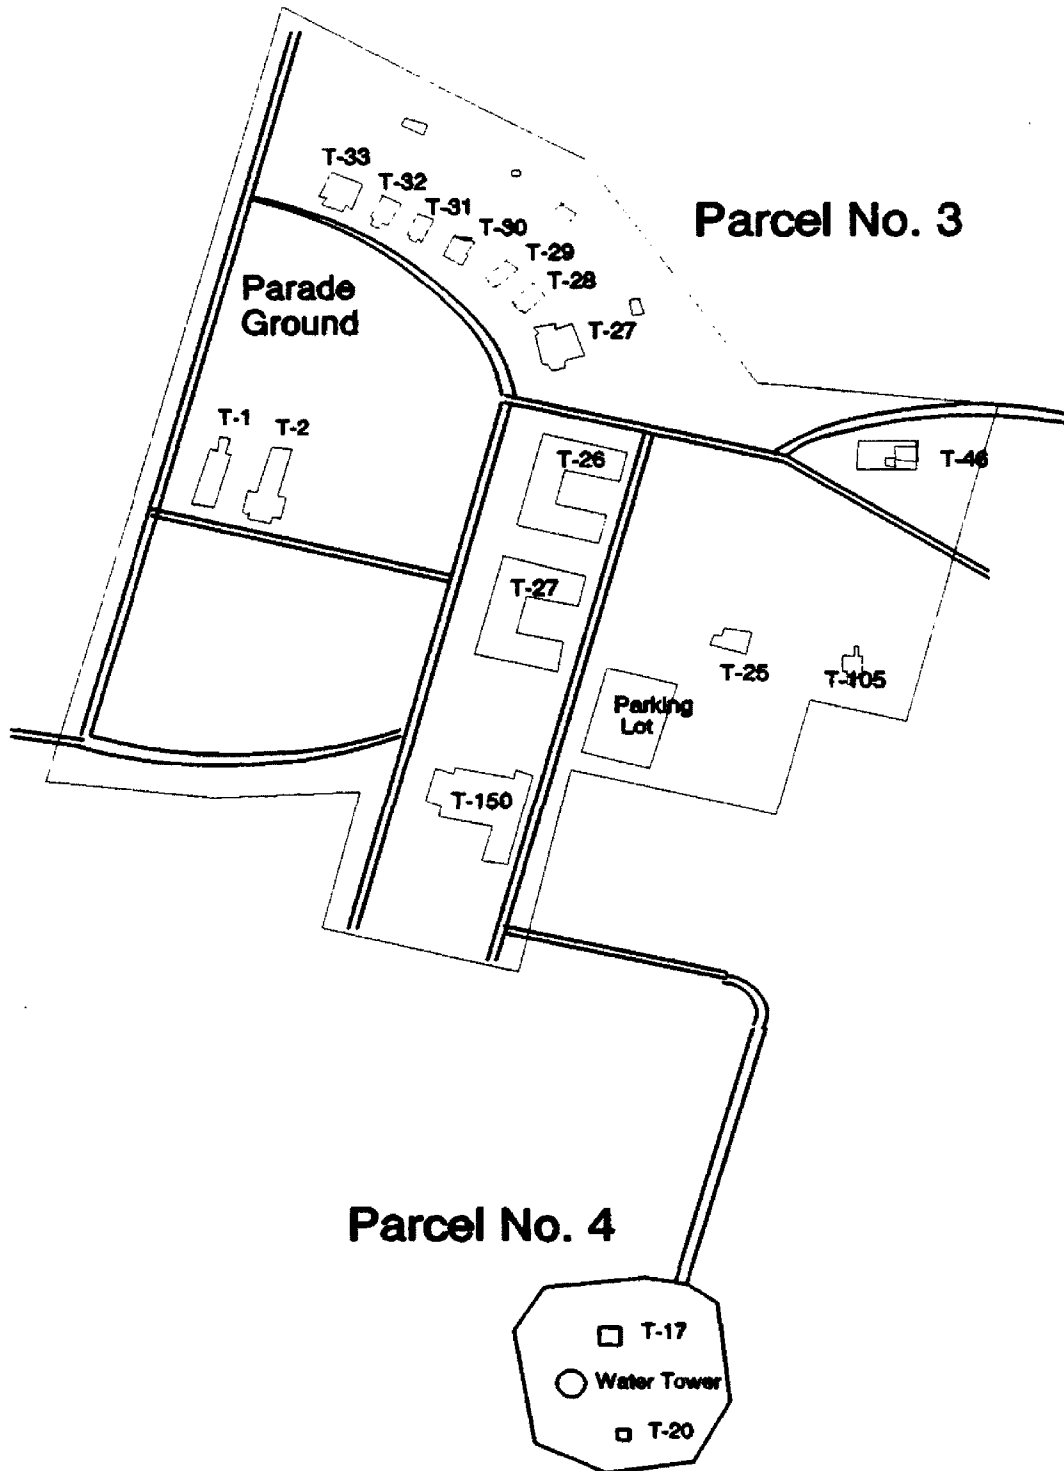 T-33
T-32
T-31
Parcel No. 3
T-30
T-29
T-28
Parade
Ground
T-27
T-1
T-2
T-26
T-46
T-27
T-25
T-105
Parking
Lot
T-150
Parcel No. 4
T-17
Water Tower
T-20